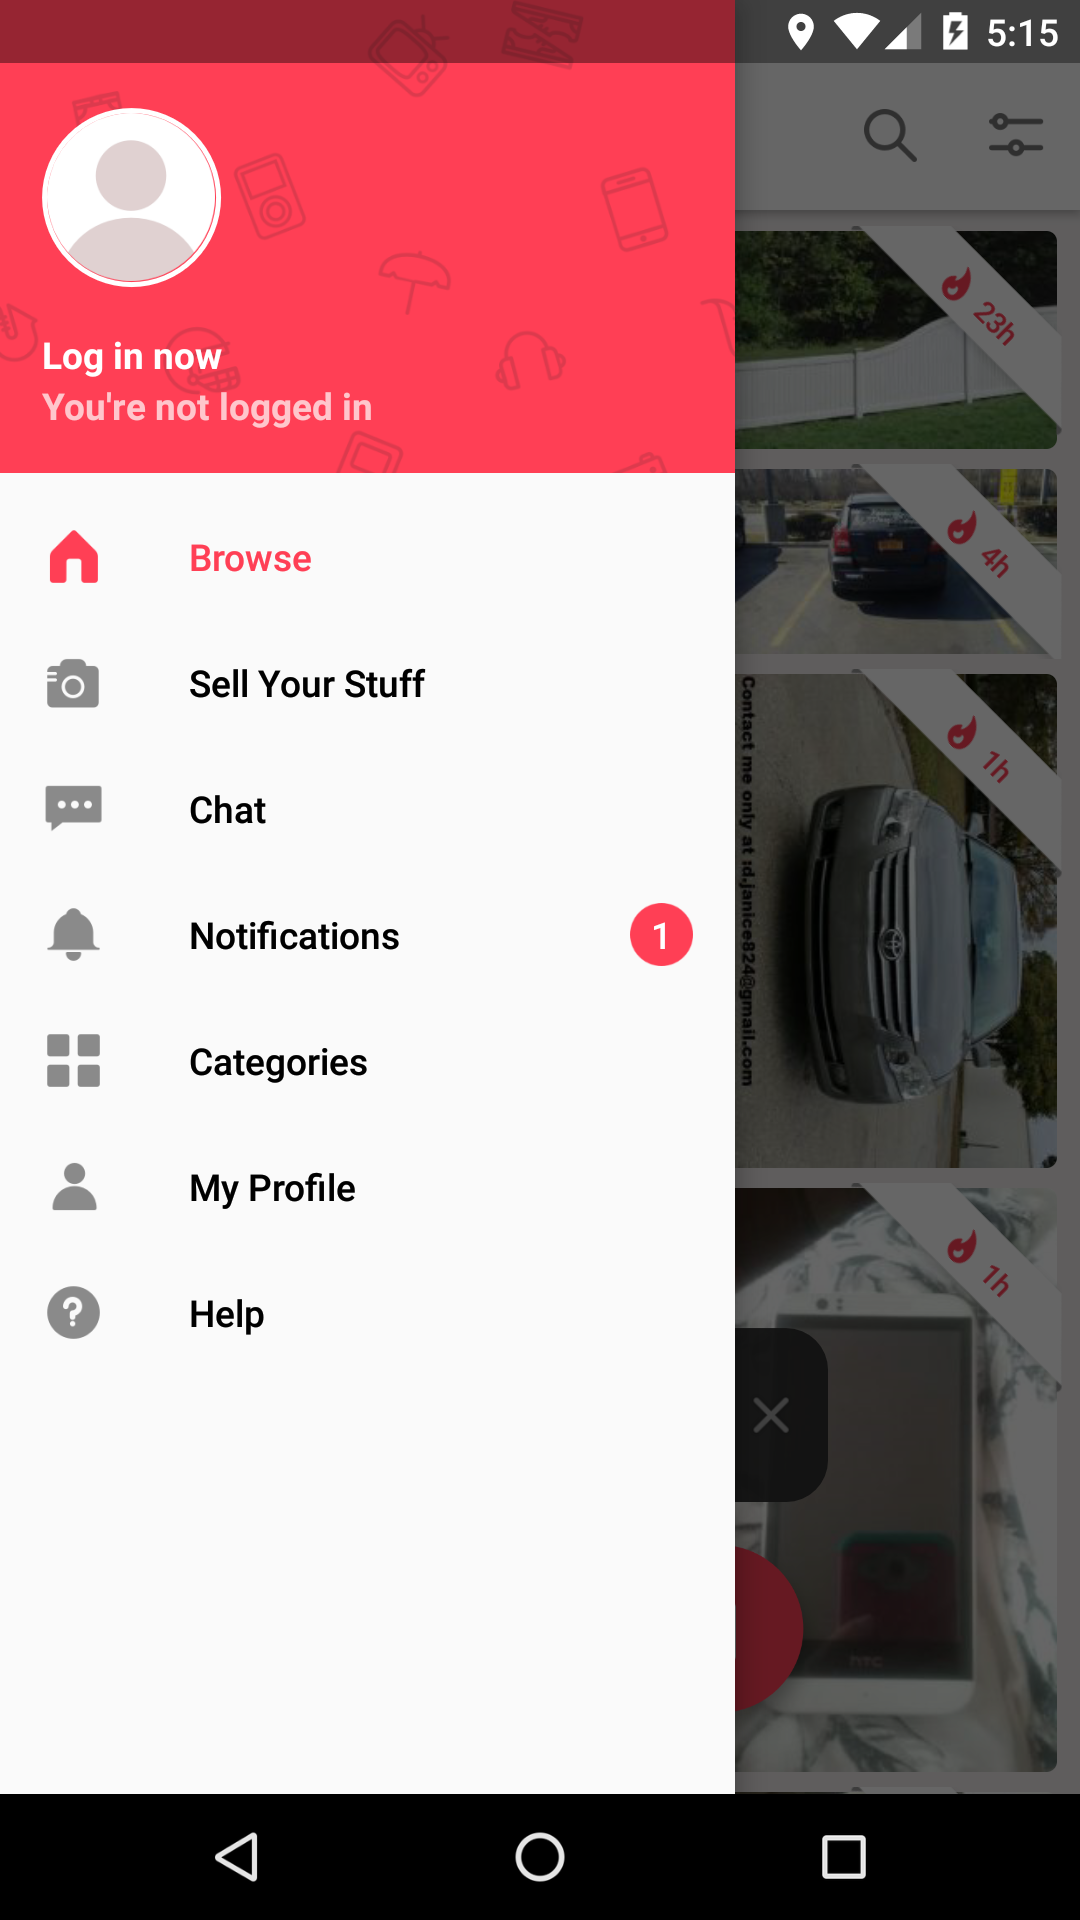 5:15
Log in now
You're not logged in
Browse
Sell Your Stuff
Chat
Notifications
1
Categories
My Profile
Help
23h
4h
1h
Contact me only at :d.janice824@gmail.com
1h
hTC